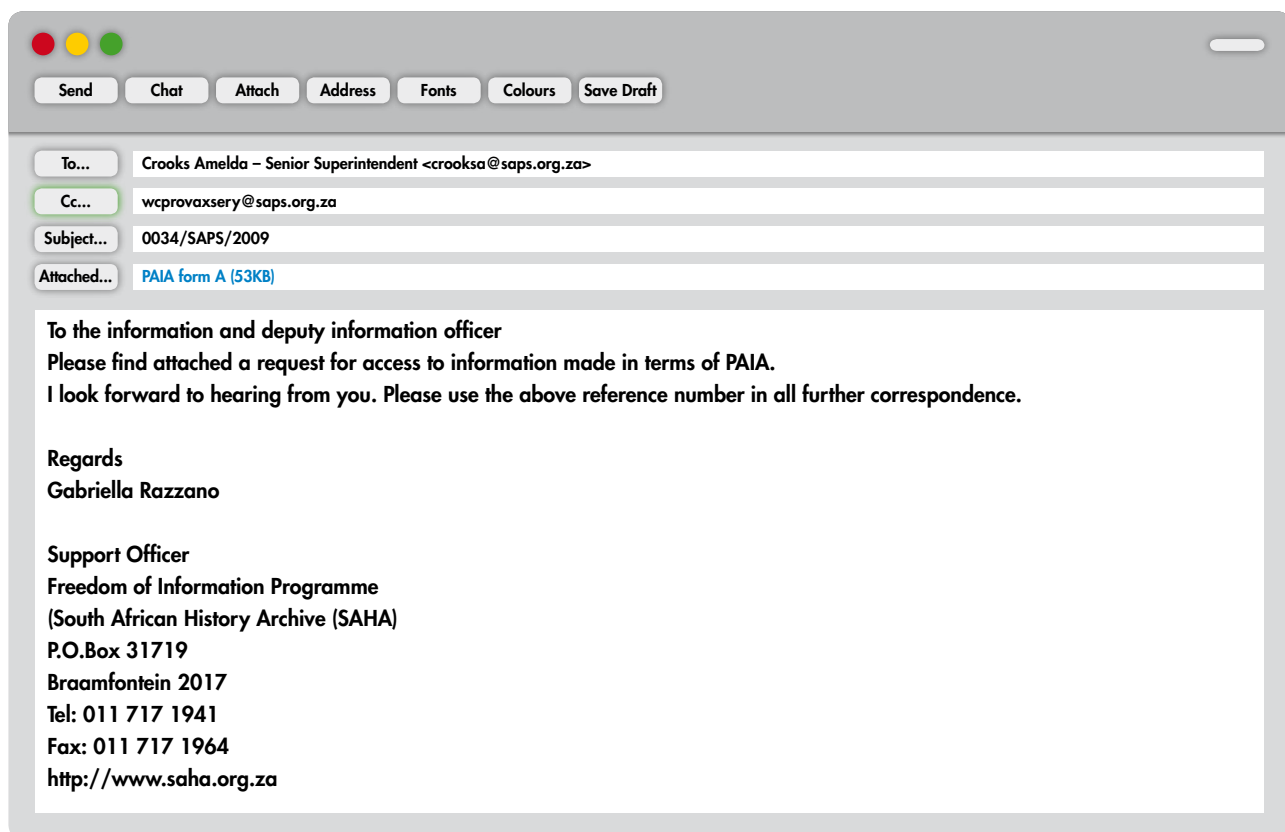 Send Chat Attach Address Fonts Colours Save Draft
To... Crooks Amelda – Senior Superintendent <crooksa@saps.org.za>
Cc... wcprovaxsery@saps.org.za
Subject... 0034/SAPS/2009
Attached... PAIA form A (53KB)
To the information and deputy information officer
Please find attached a request for access to information made in terms of PAIA.
I look forward to hearing from you. Please use the above reference number in all further correspondence.
Regards
Gabriella Razzano
Support Officer
Freedom of Information Programme
(South African History Archive (SAHA)
P.O.Box 31719
Braamfontein 2017
Tel: 011 717 1941
Fax: 011 717 1964
http://www.saha.org.za